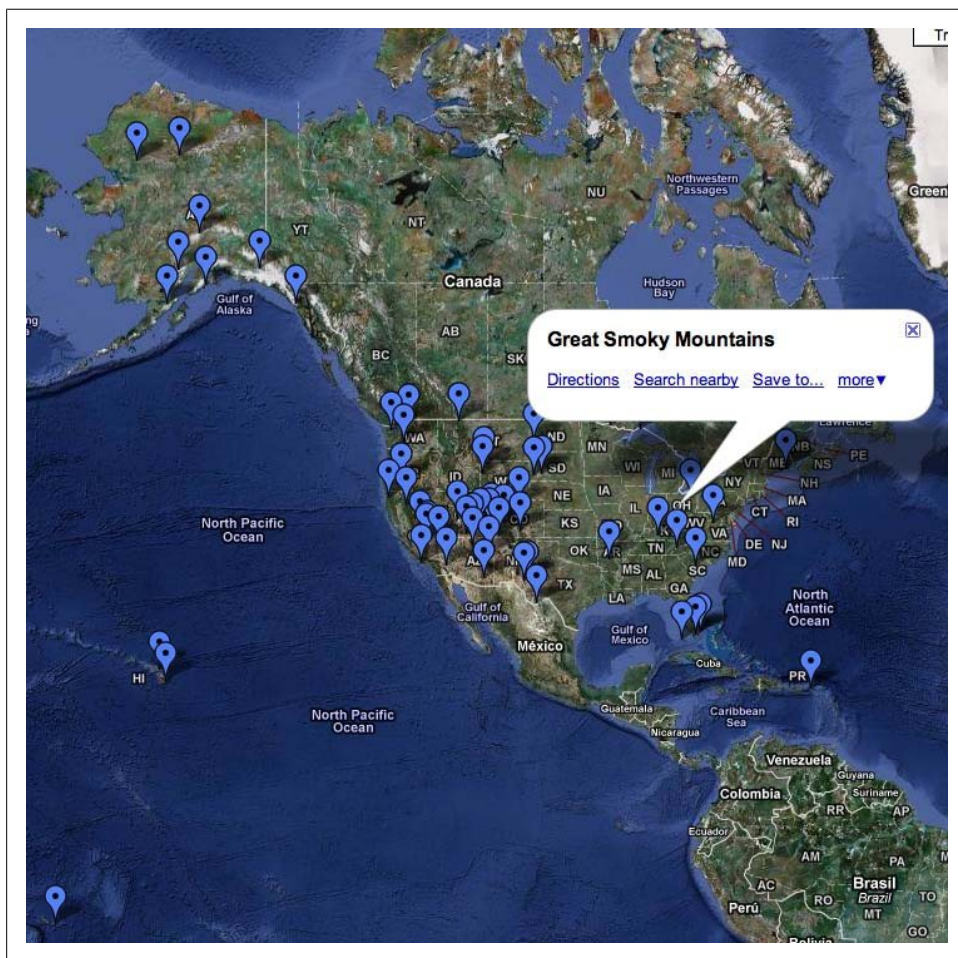 Tr
Northwestern
Passages
NU
Green
YT
NT
Canada
Hudson
Bay
Gulf of
Alaska
AB
BC
SK
Great Smoky Mountains
Directions Search nearby Save to... more▼
Lawrence
WA
ND
MN
NB
PE
ID
SD
WI
MI
VT
ME
NS
NY
NH
NE
IA
MA
IL
OH
CT
RI
North Pacific
Ocean
KS
WV
VA
DE
NJ
MD
OK
AR
TN
NC
MS
AL
SC
GA
TX
LA
Gulf of
California
Gulf of
Mexico
North
Atlantic
Ocean
México
Cuba
HI
PR
Guatemala
Caribbean
Sea
North Pacific
Ocean
Nicaragua
Venezuela
Guyana
Suriname
Colombia
RR
AP
Ecuador
AM
PA
AC
RO
Brasil
Brazil
TO
Perú
MT
GO
Bolivia